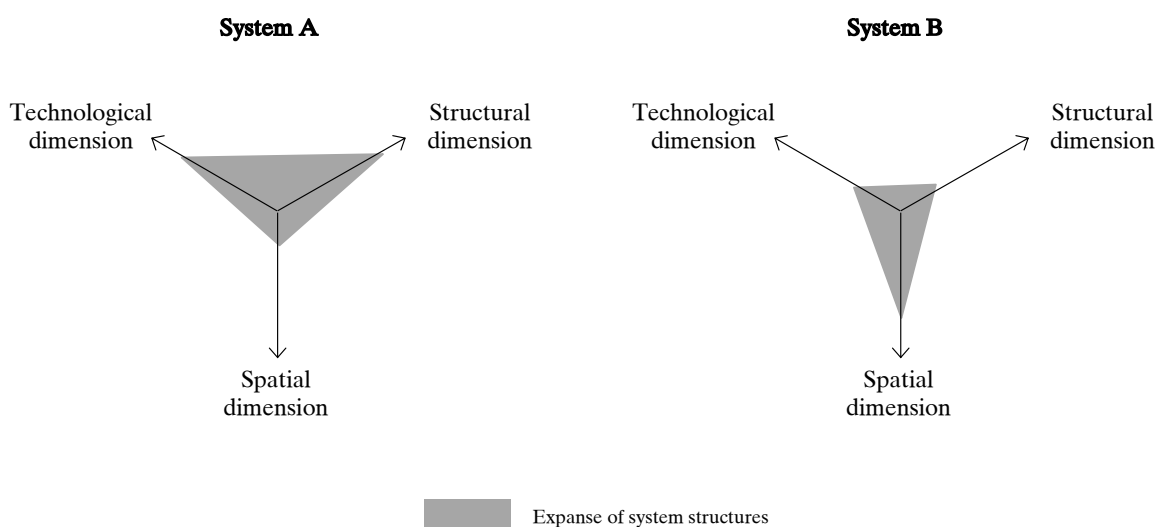 System A
System B
Technological
dimension
Structural
dimension
Technological
dimension
Structural
dimension
Spatial
dimension
Spatial
dimension
Expanse of system structures